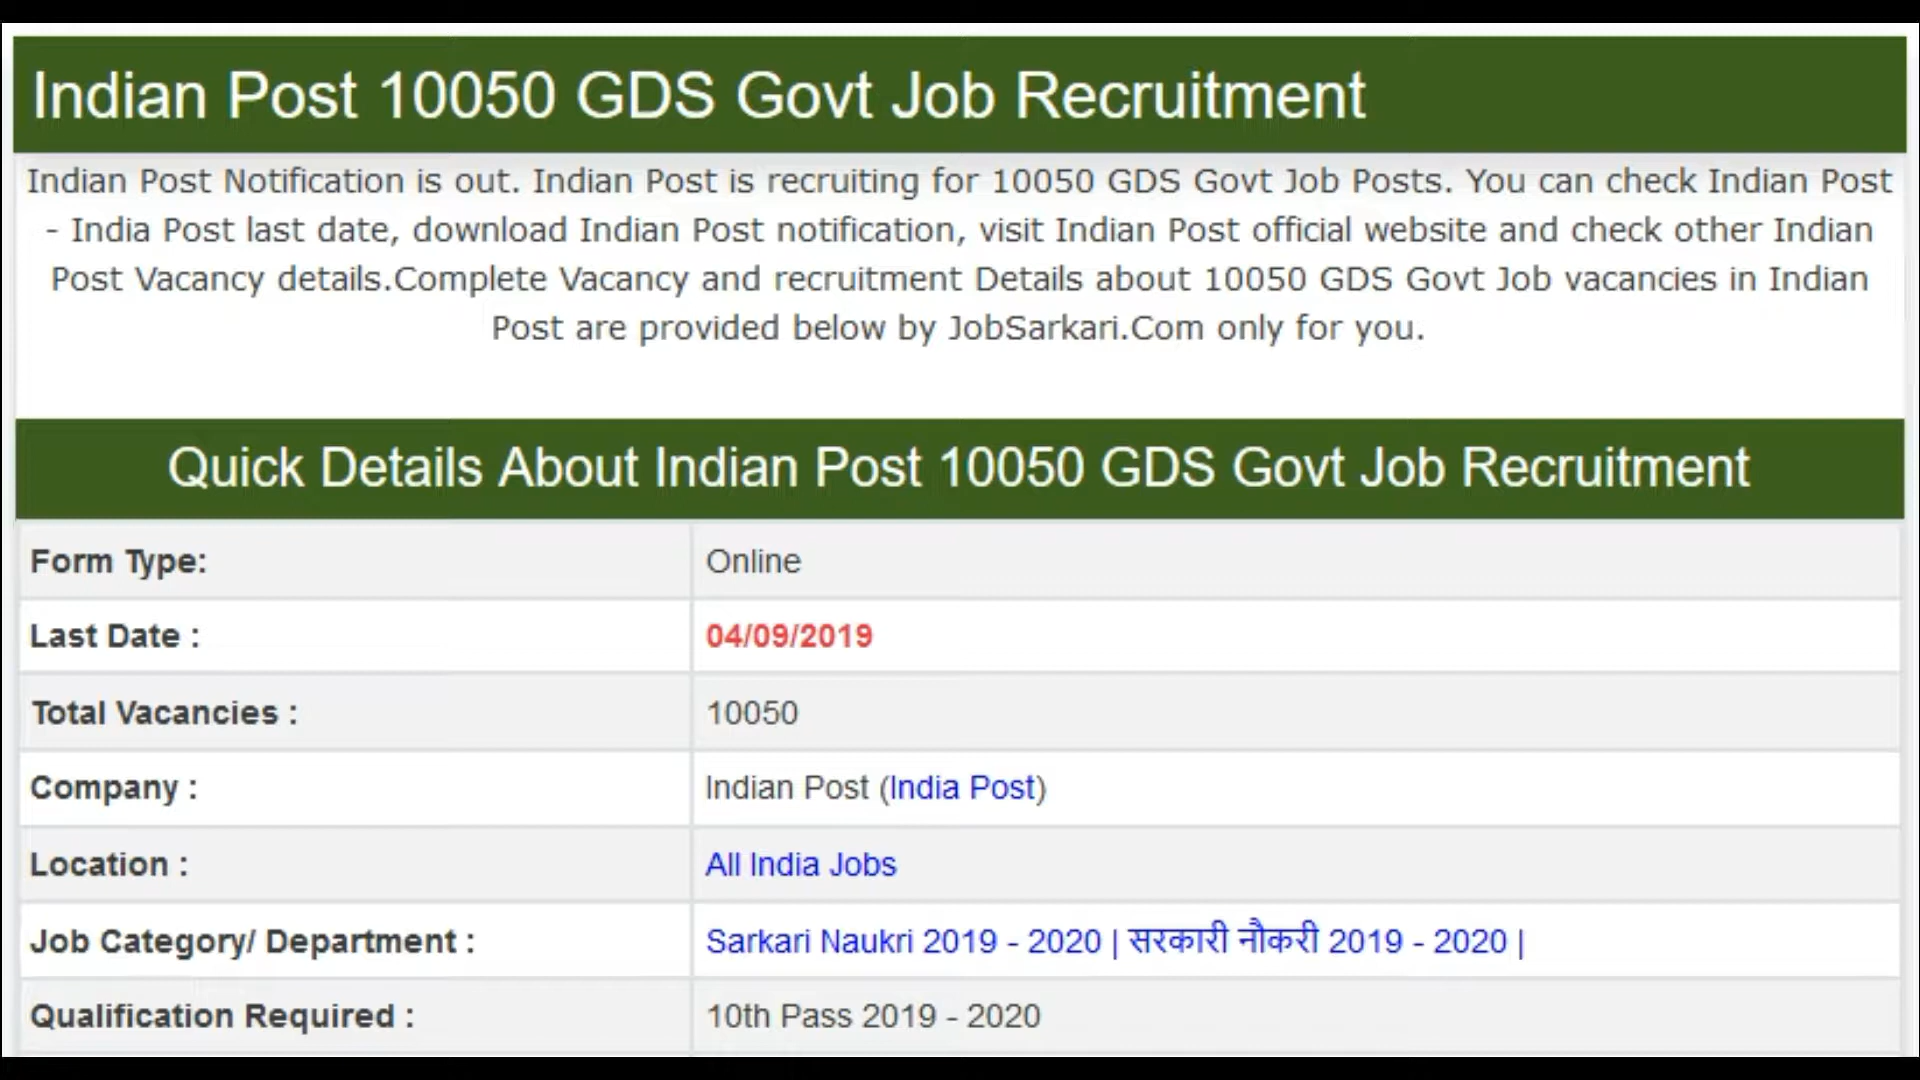 Indian Post 10050 GDS Govt Job Recruitment
Indian Post Notification is out. Indian Post is recruiting for 10050 GDS Govt Job Posts. You can check Indian Post
- India Post last date, download Indian Post notification, visit Indian Post official website and check other Indian
Post Vacancy details.Complete Vacancy and recruitment Details about 10050 GDS Govt Job vacancies in Indian
Post are provided below by JobSarkari.Com only for you.
Quick Details About Indian Post 10050 GDS Govt Job Recruitment
Form Type: Online
Last Date : 04/09/2019
Total Vacancies : 10050
Company : Indian Post (India Post)
Location : All India Jobs
Job Category/ Department : Sarkari Naukri 2019 - 2020 | सरकारी नौकरी 2019 - 2020 |
Qualification Required : 10th Pass 2019 - 2020